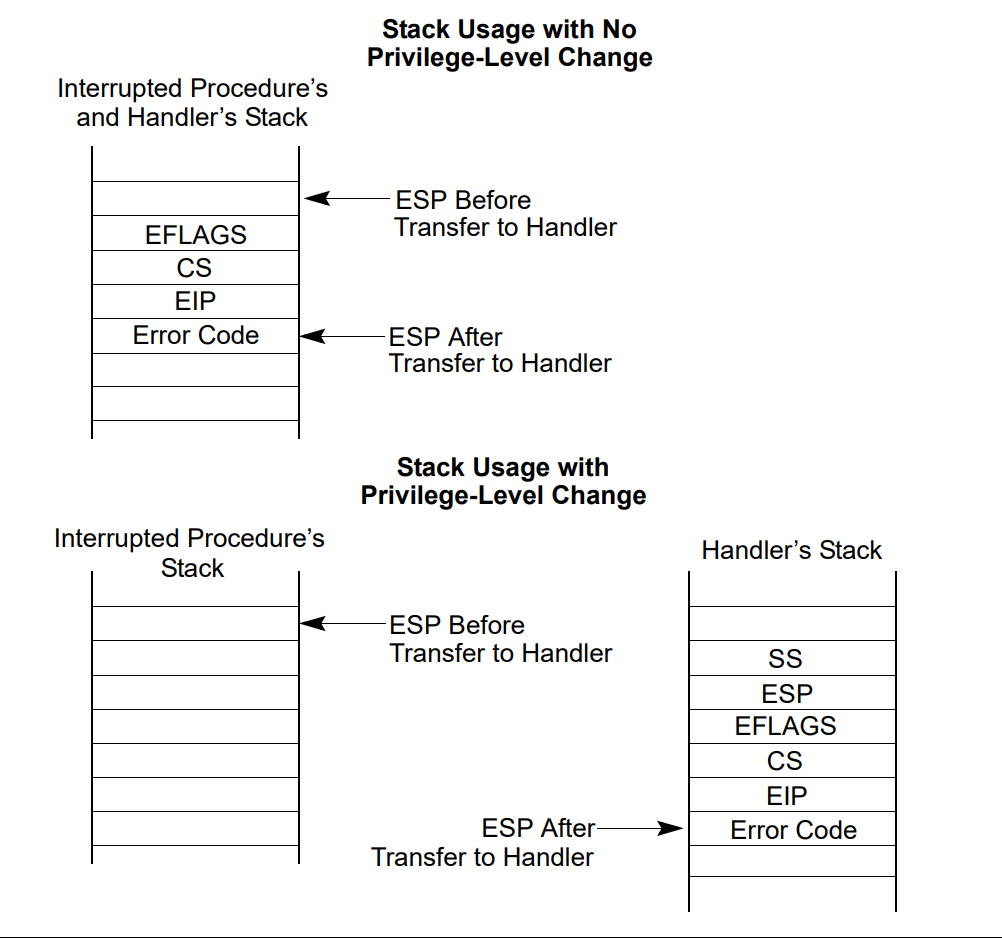 Stack Usage with No
Privilege-Level Change
Interrupted Procedure's
and Handler's Stack
ESP Before
Transfer to Handler
EFLAGS
CS
EIP
Error Code
ESP After
Transfer to Handler
Stack Usage with
Privilege-Level Change
Interrupted Procedure's
Stack
Handler's Stack
ESP Before
Transfer to Handler
SS
ESP
EFLAGS
CS
EIP
ESP After
Transfer to Handler
Error Code